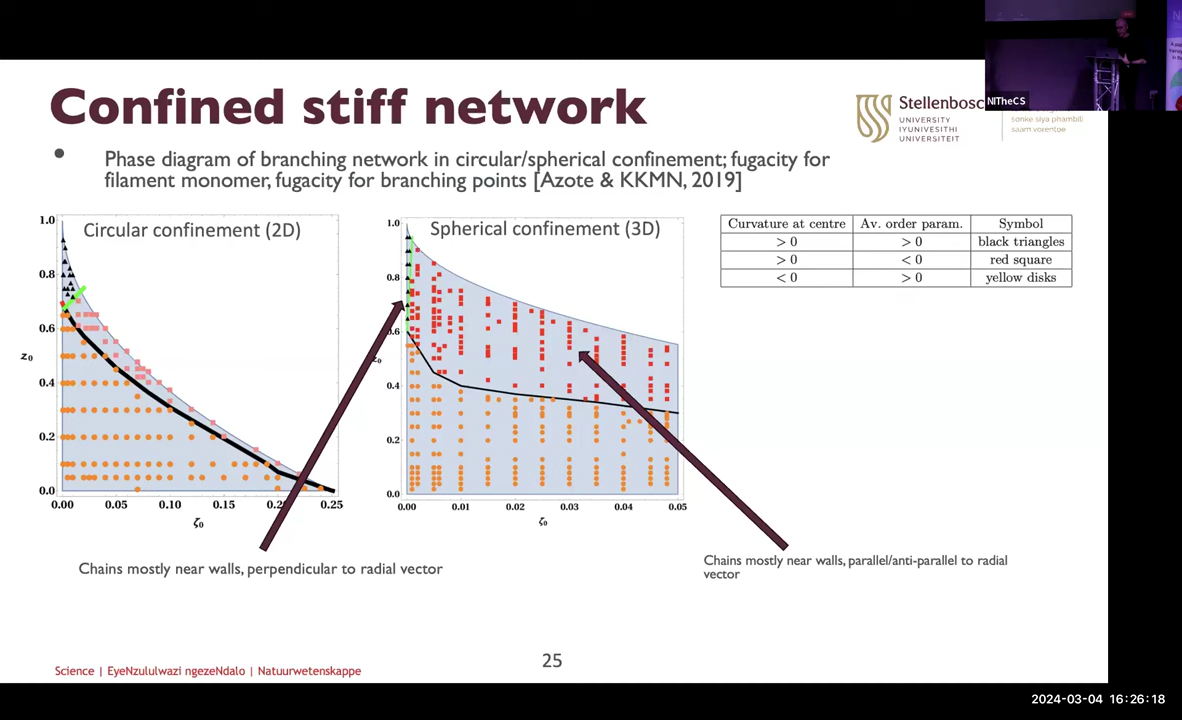 Confined stiff network
Stellenbosc
UNIVERSITY
IYUNIVESITHI
UNIVERSITEIT
sonke siya phambili
saam vorentoe
NITheCS
Phase diagram of branching network in circular/spherical confinement; fugacity for
filament monomer, fugacity for branching points [Azote & KKMN, 2019]
Circular confinement (2D)
1.0
0.8
0.6
0.4
0.2
0.0
z₀
0.00 0.05 0.10 0.15 0.20 0.25
ζ₀
Spherical confinement (3D)
1.0
0.8
0.6
0.4
0.2
0.0
z₀
0.00 0.01 0.02 0.03 0.04 0.05
ζ₀
Curvature at centre Av. order param. Symbol
> 0 > 0 black triangles
> 0 < 0 red square
< 0 > 0 yellow disks
Chains mostly near walls, perpendicular to radial vector
Chains mostly near walls, parallel/anti-parallel to radial
vector
Science | EyeNzululwazi ngezeNdalo | Natuurwetenskappe
25
2024-03-04 16:26:18